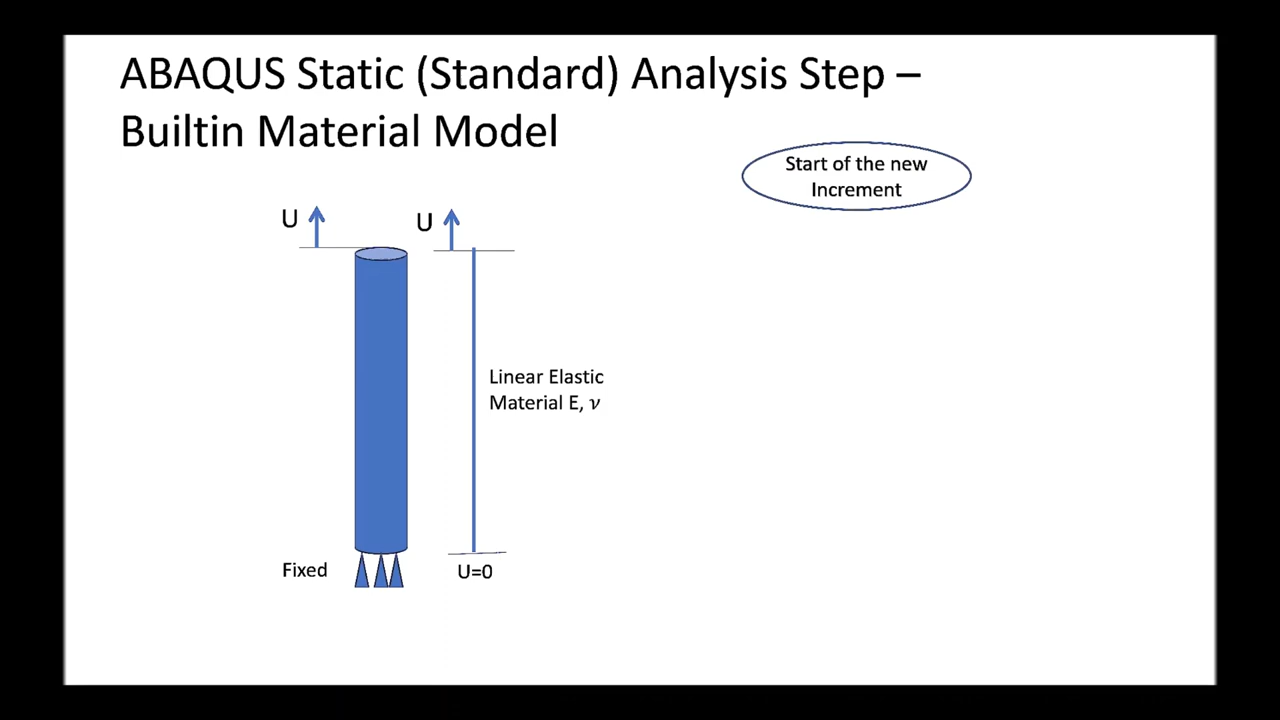 ABAQUS Static (Standard) Analysis Step –
Builtin Material Model
Start of the new
Increment
U
U
Linear Elastic
Material E, ν
Fixed
U=0